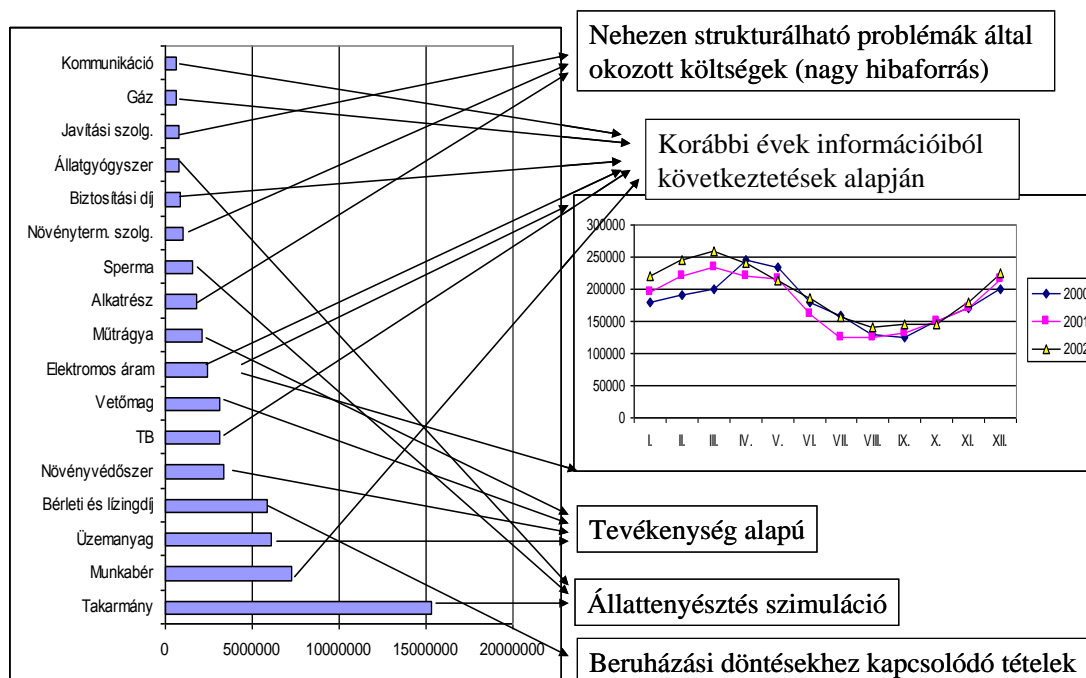 Kommunikáció
Gáz
Javítási szolg.
Állatgyógyszer
Biztosítási díj
Növényterm. szolg.
Sperma
Alkatrész
Műtrágya
Elektromos áram
Vetőmag
TB
Növényvédőszer
Bérleti és lízingdíj
Üzemanyag
Munkabér
Takarmány
0 5000000 10000000 15000000 20000000
Nehezen strukturálható problémák által
okozott költségek (nagy hibaforrás)
Korábbi évek információiból
következtetések alapján
300000
250000
200000
150000
100000
50000
0
I. II. III. IV. V. VI. VII. VIII. IX. X. XI. XII.
2000
2001
2002
Tevékenység alapú
Állattenyésztés szimuláció
Beruházási döntésekhez kapcsolódó tételek